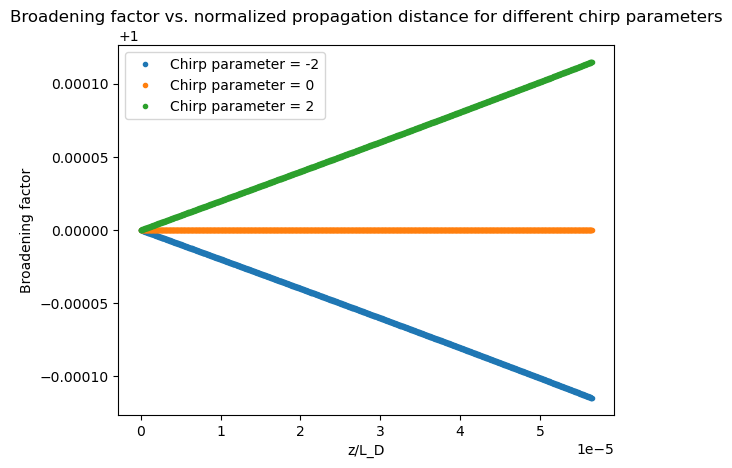 Broadening factor vs. normalized propagation distance for different chirp parameters
+1
Chirp parameter = -2
Chirp parameter = 0
Chirp parameter = 2
0.00010
0.00005
0.00000
−0.00005
−0.00010
Broadening factor
0 1 2 3 4 5
1e−5
z/L_D